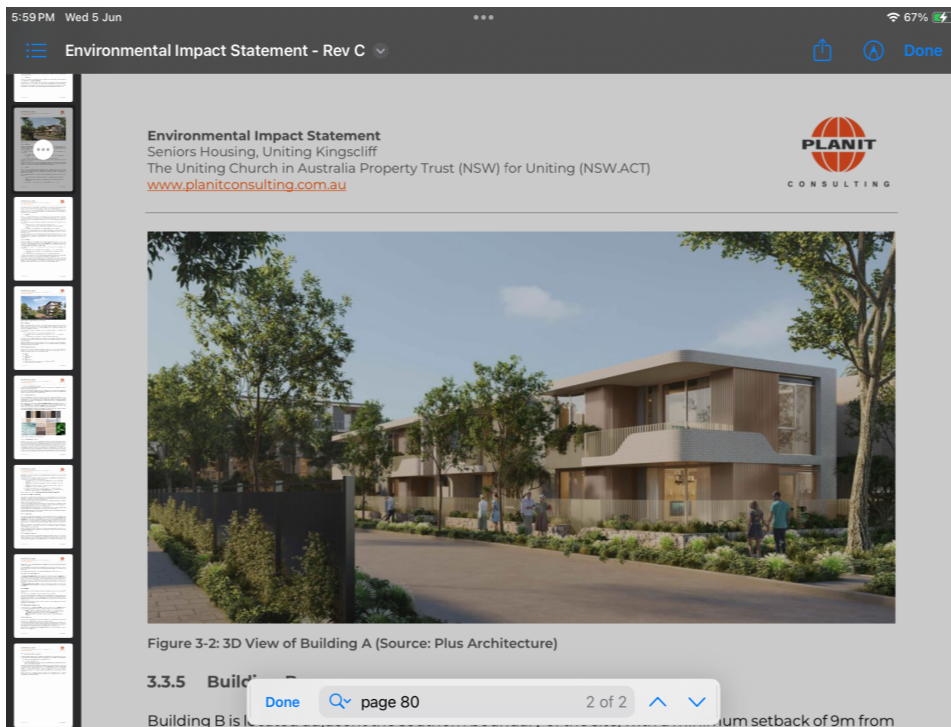 5:59 PM Wed 5 Jun
67%
Environmental Impact Statement - Rev C
Done
Environmental Impact Statement
Seniors Housing, Uniting Kingscliff
The Uniting Church in Australia Property Trust (NSW) for Uniting (NSW.ACT)
www.planitconsulting.com.au
PLANIT
CONSULTING
Figure 3-2: 3D View of Building A (Source: Plus Architecture)
3.3.5
Done
page 80
2 of 2
Building B is setback of 9m from